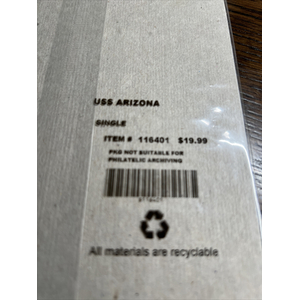 USS ARIZONA
SINGLE
ITEM # 116401 $19.99
PKG NOT SUITABLE FOR
PHILATELIC ARCHIVING
All materials are recyclable